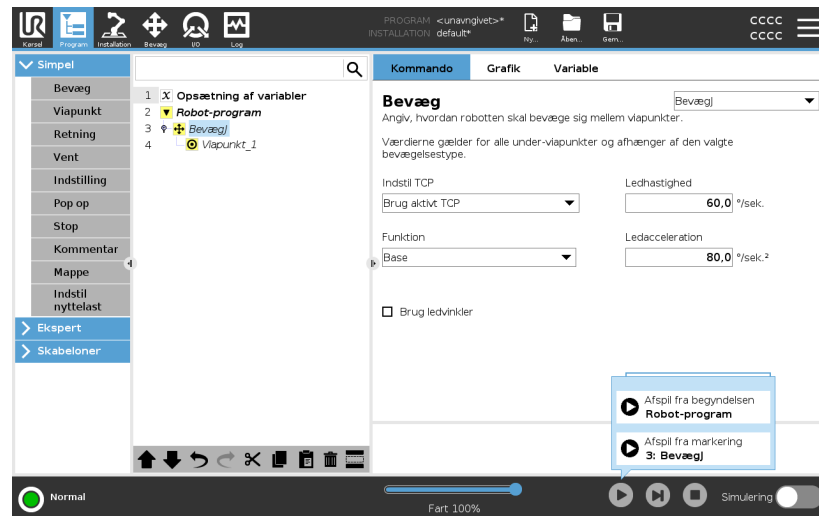 UR
Kørsel
Program
Installation
Bevæg
I/O
Log
PROGRAM <unavngivet>*
INSTALLATION default*
Ny...
Åben...
Gem...
cccc
cccc
Simpel
Bevæg
Viapunkt
Retning
Vent
Indstilling
Pop op
Stop
Kommentar
Mappe
Indstil
nyttelast
Ekspert
Skabeloner
1 X Opsætning af variabler
2 Robot-program
3 BevægJ
4 Viapunkt_1
Kommando Grafik Variable
Bevæg
BevægJ
Angiv, hvordan robotten skal bevæge sig mellem viapunkter.
Værdierne gælder for alle under-viapunkter og afhænger af den valgte
bevægelsestype.
Indstil TCP
Brug aktivt TCP
Ledhastighed
60,0 °/sek.
Funktion
Base
Ledacceleration
80,0 °/sek.²
Brug ledvinkler
Afspil fra begyndelsen
Robot-program
Afspil fra markering
3: BevægJ
Normal
Fart 100%
Simulering